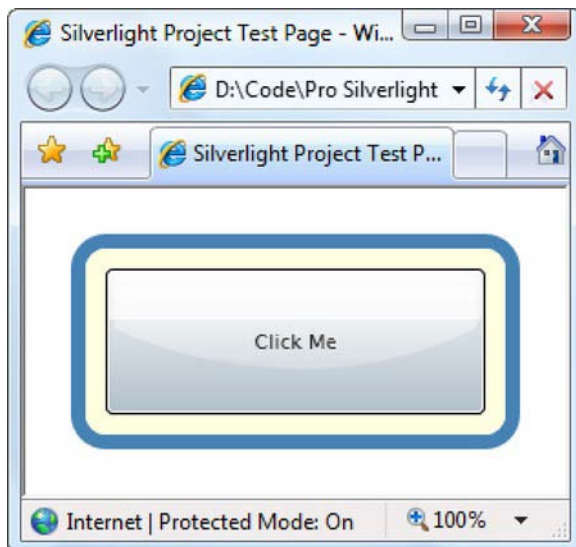 Silverlight Project Test Page - Wi...
D:\Code\Pro Silverlight
Silverlight Project Test P...
Click Me
Internet | Protected Mode: On
100%